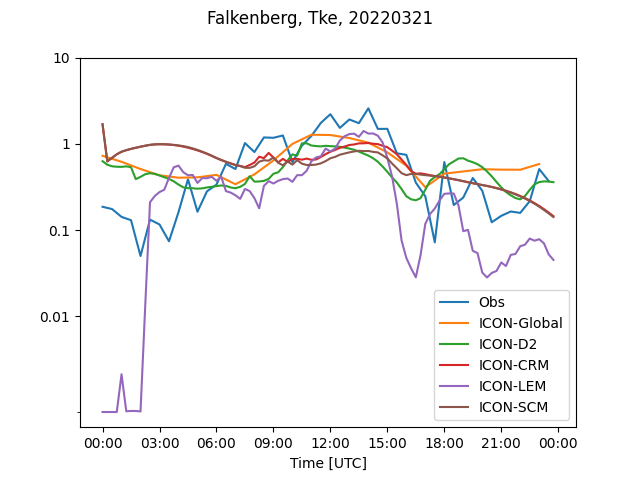 Falkenberg, Tke, 20220321
10
1
0.1
0.01
Obs
ICON-Global
ICON-D2
ICON-CRM
ICON-LEM
ICON-SCM
00:00 03:00 06:00 09:00 12:00 15:00 18:00 21:00 00:00
Time [UTC]